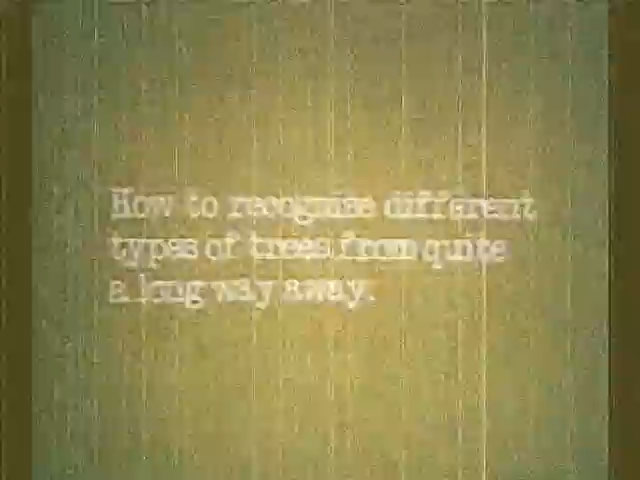 How to recognise different
types of trees from quite
a long way away.